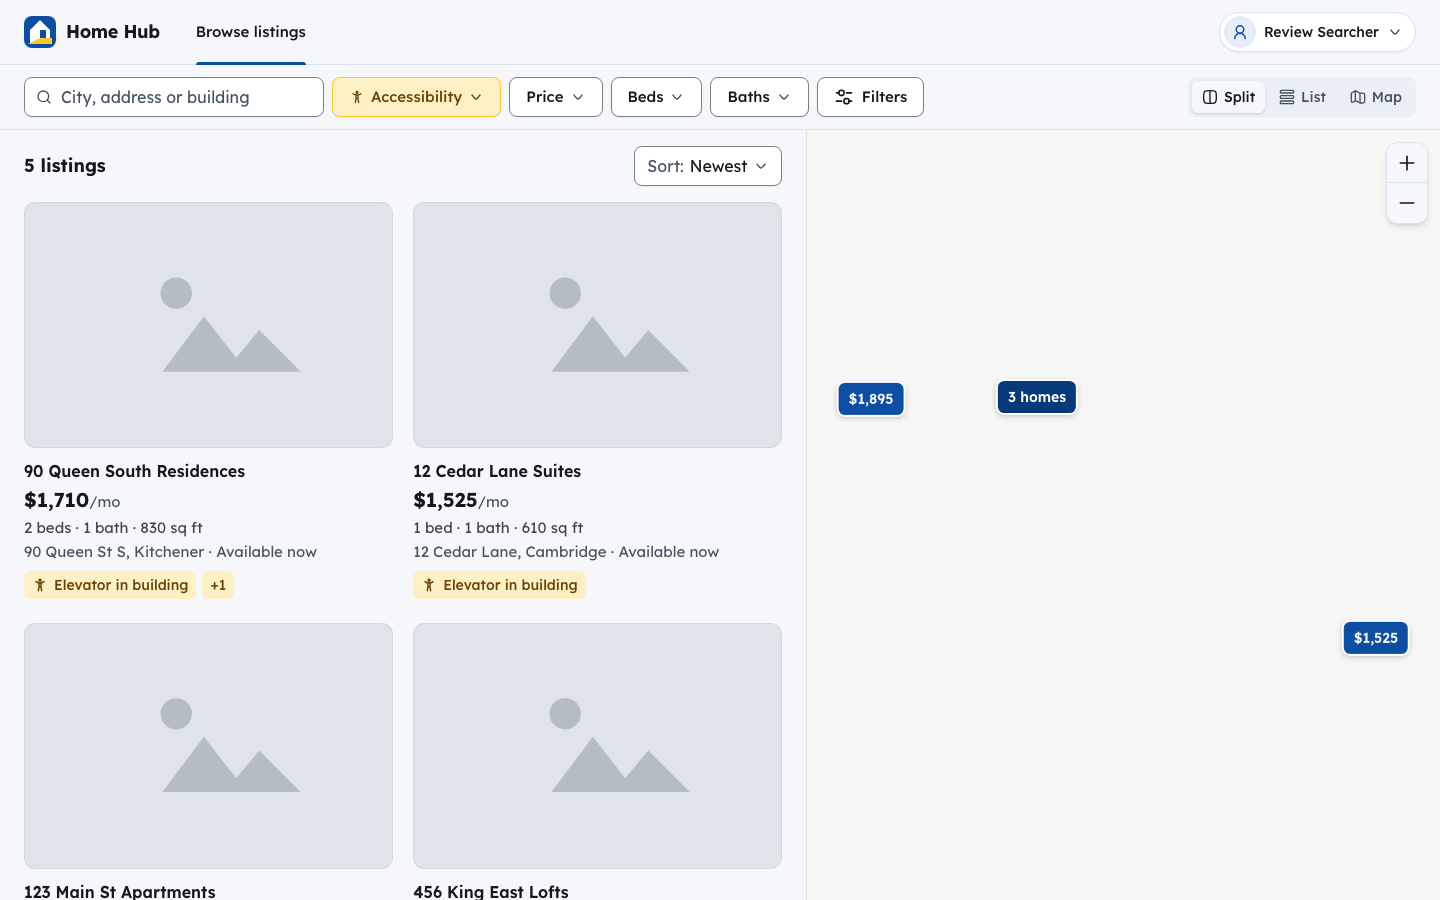 Home Hub
Browse listings
Review Searcher
City, address or building
Accessibility
Price
Beds
Baths
Filters
Split
List
Map
5 listings
Sort: Newest
90 Queen South Residences
$1,710/mo
2 beds · 1 bath · 830 sq ft
90 Queen St S, Kitchener · Available now
Elevator in building
+1
12 Cedar Lane Suites
$1,525/mo
1 bed · 1 bath · 610 sq ft
12 Cedar Lane, Cambridge · Available now
Elevator in building
123 Main St Apartments
456 King East Lofts
$1,895
3 homes
$1,525